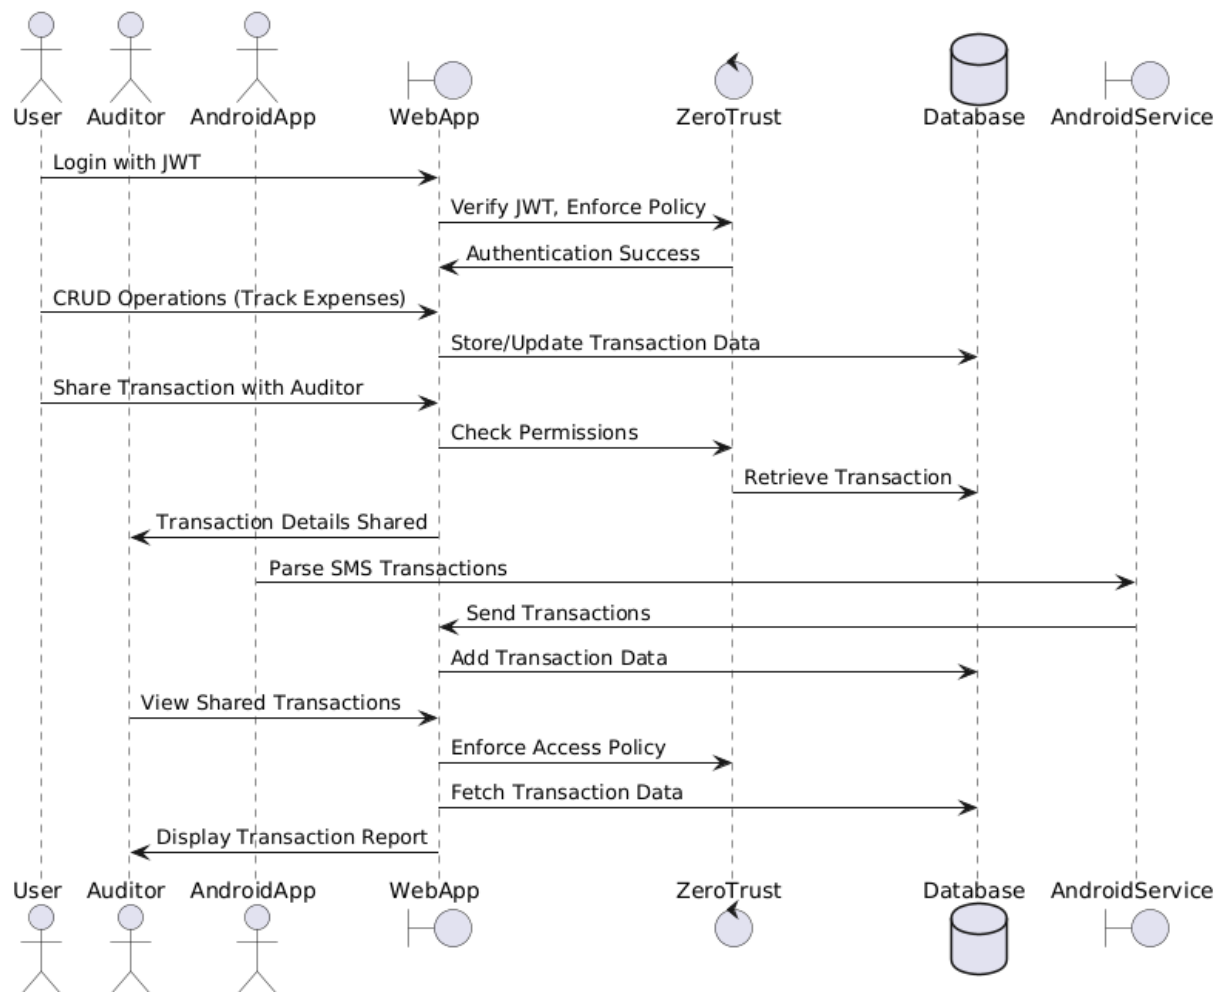 User Auditor AndroidApp WebApp ZeroTrust Database AndroidService
Login with JWT
Verify JWT, Enforce Policy
Authentication Success
CRUD Operations (Track Expenses)
Store/Update Transaction Data
Share Transaction with Auditor
Check Permissions
Retrieve Transaction
Transaction Details Shared
Parse SMS Transactions
Send Transactions
Add Transaction Data
View Shared Transactions
Enforce Access Policy
Fetch Transaction Data
Display Transaction Report
User Auditor AndroidApp WebApp ZeroTrust Database AndroidService